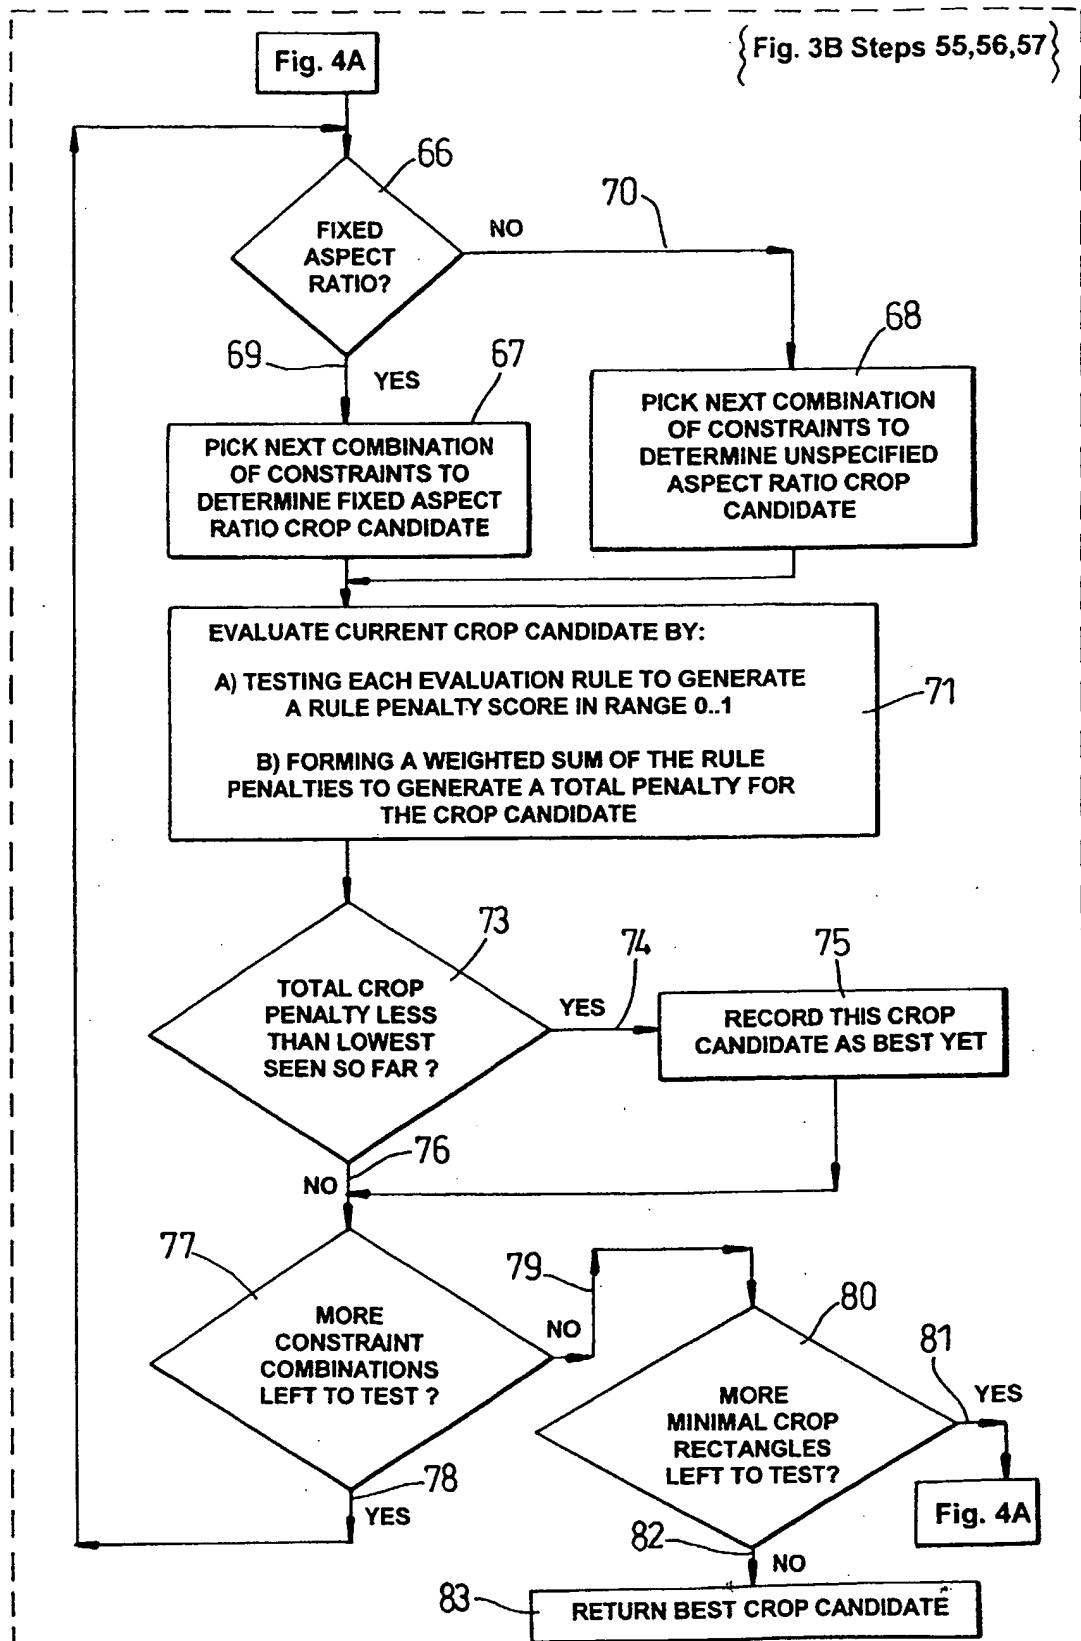 Fig. 4A
{Fig. 3B Steps 55,56,57}
66
FIXED
ASPECT
RATIO?
NO
70
69
YES
67
68
PICK NEXT COMBINATION
OF CONSTRAINTS TO
DETERMINE FIXED ASPECT
RATIO CROP CANDIDATE
PICK NEXT COMBINATION
OF CONSTRAINTS TO
DETERMINE UNSPECIFIED
ASPECT RATIO CROP
CANDIDATE
EVALUATE CURRENT CROP CANDIDATE BY:
A) TESTING EACH EVALUATION RULE TO GENERATE
A RULE PENALTY SCORE IN RANGE 0..1
B) FORMING A WEIGHTED SUM OF THE RULE
PENALTIES TO GENERATE A TOTAL PENALTY FOR
THE CROP CANDIDATE
71
73
TOTAL CROP
PENALTY LESS
THAN LOWEST
SEEN SO FAR ?
74
YES
75
RECORD THIS CROP
CANDIDATE AS BEST YET
76
NO
77
MORE
CONSTRAINT
COMBINATIONS
LEFT TO TEST ?
79
NO
78
YES
80
MORE
MINIMAL CROP
RECTANGLES
LEFT TO TEST?
81
YES
Fig. 4A
82
NO
83
RETURN BEST CROP CANDIDATE